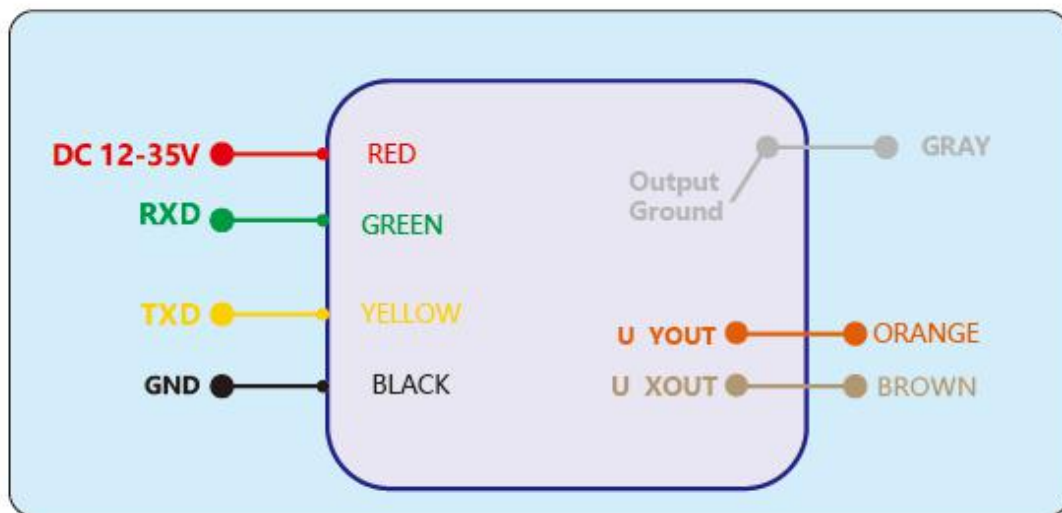 DC 12-35V
RED
RXD
GREEN
TXD
YELLOW
GND
BLACK
GRAY
Output
Ground
U YOUT
ORANGE
U XOUT
BROWN